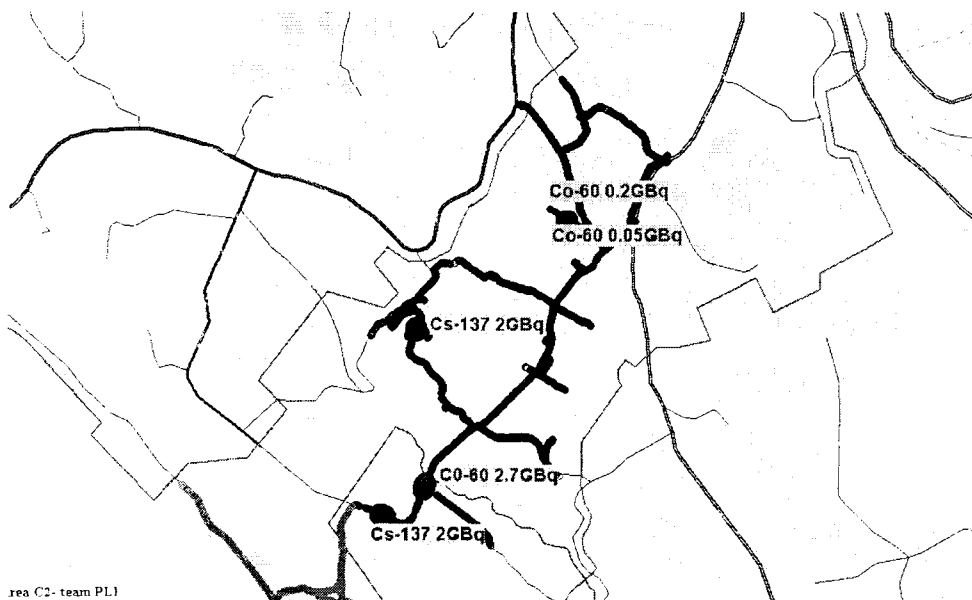 Co-60 0.2GBq
Co-60 0.05GBq
Cs-137 2GBq
C0-60 2.7GBq
Cs-137 2GBq
rea C2- team PL1